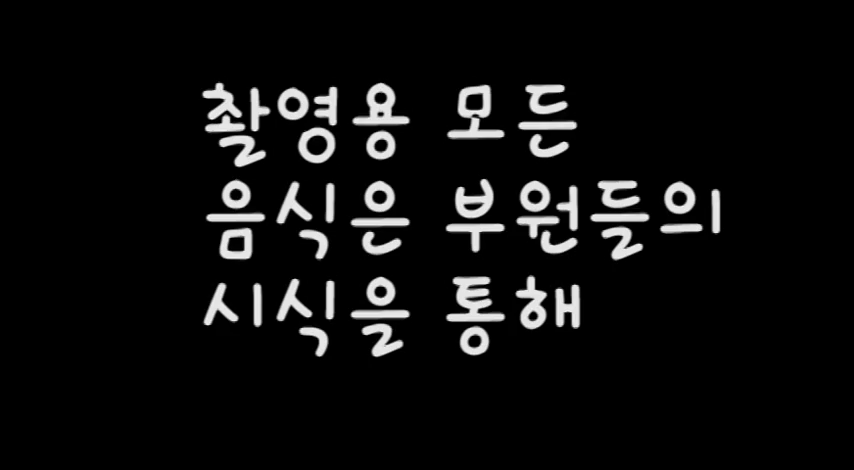 촬영용 모든
음식은 부원들의
시식을 통해